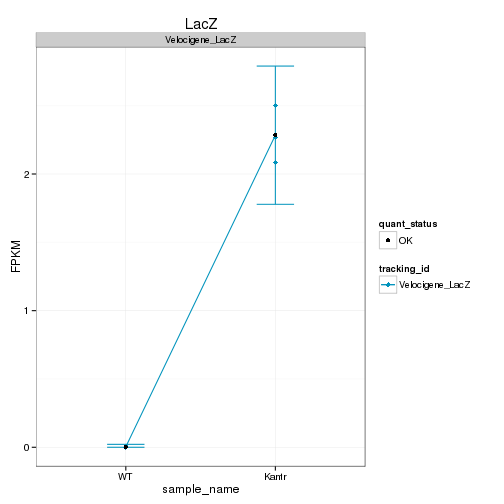 LacZ
Velocigene_LacZ
FPKM
2
1
0
WT
Kantr
sample_name
quant_status
OK
tracking_id
Velocigene_LacZ